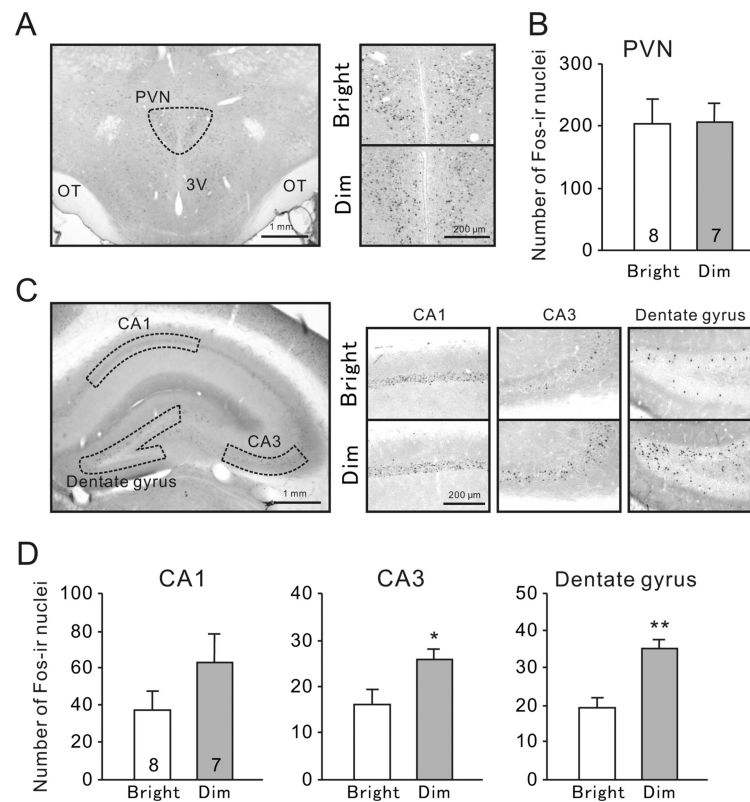 A
PVN
3V
OT
OT
1 mm
Bright
Dim
200 µm
B
PVN
Number of Fos-ir nuclei
300
200
100
0
8
7
Bright
Dim
C
CA1
CA3
Dentate gyrus
1 mm
CA1
CA3
Dentate gyrus
Bright
Dim
200 µm
D
CA1
Number of Fos-ir nuclei
100
80
60
40
20
0
8
7
Bright
Dim
CA3
40
30
20
10
0
*
Bright
Dim
Dentate gyrus
50
40
30
20
10
0
**
Bright
Dim